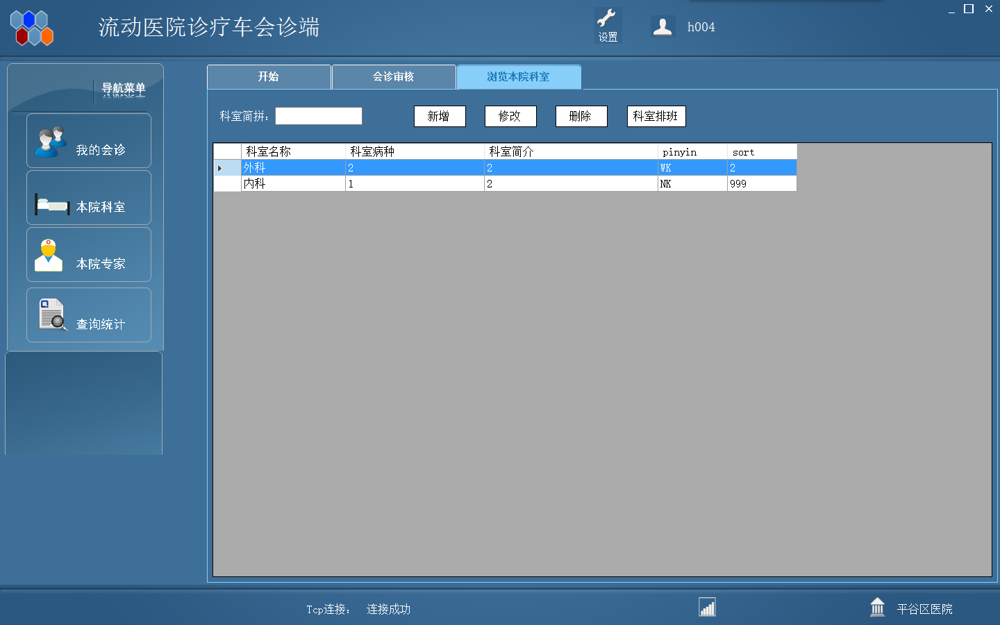 流动医院诊疗车会诊端
设置
h004
导航菜单
我的会诊
本院科室
本院专家
查询统计
开始 会诊审核 浏览本院科室
科室简拼： 新增 修改 删除 科室排班
科室名称 科室病种 科室简介 pinyin sort
外科 2 2 WK 2
内科 1 2 NK 999
Tcp连接： 连接成功 平谷区医院